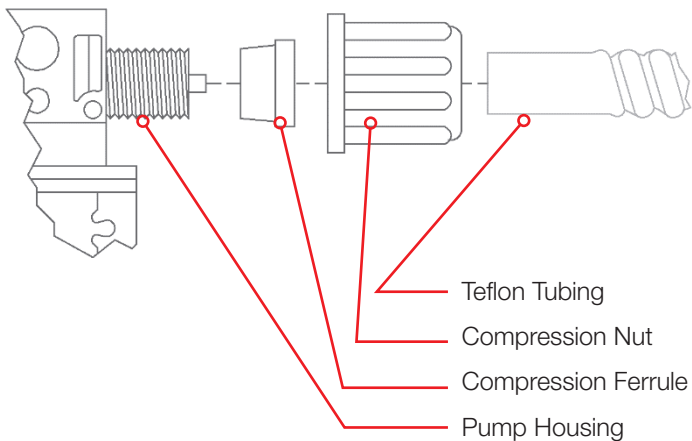 Teflon Tubing
Compression Nut
Compression Ferrule
Pump Housing